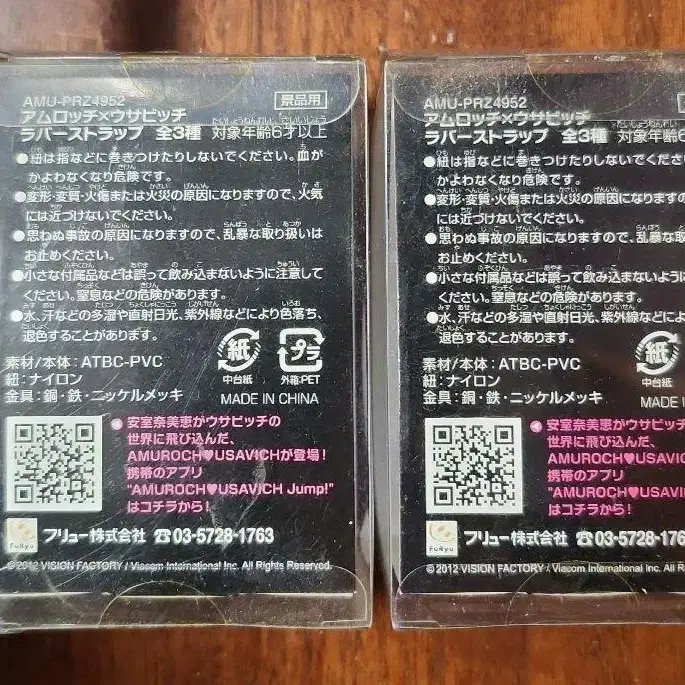 AMU-PRZ4952
景品用
アムロッチ×ウサビッチ
ラバーストラップ 全3種 対象年齢6才以上
●紐は指などに巻きつけたりしないでください。血が
かよわなくなり危険です。
●変形・変質・火傷または火災の原因になりますので、火気
には近づけないでください。
●思わぬ事故の原因になりますので、乱暴な取り扱いは
お止めください。
●小さな付属品などは誤って飲み込まないように注意して
ください。窒息などの危険があります。
●水、汗などの多湿や直射日光、紫外線などにより色落ち、
退色することがあります。
素材/本体:ATBC-PVC
紐:ナイロン
金具:銅・鉄・ニッケルメッキ
紙
中台紙
プラ
外箱:PET
MADE IN CHINA
安室奈美恵がウサビッチの
世界に飛び込んだ、
AMUROCH♥USAVICHが登場!
携帯のアプリ
"AMUROCH♥USAVICH Jump!"
はコチラから!
FuRyu
フリュー株式会社 ☎03-5728-1763
©2012 VISION FACTORY / Viacom International Inc. All Rights Reserved.
AMU-PRZ4952
アムロッチ×ウサビッチ
ラバーストラップ 全3種 対象年齢6才以
●紐は指などに巻きつけたりしないでください
かよわなくなり危険です。
●変形・変質・火傷または火災の原因になりますの
には近づけないでください。
●思わぬ事故の原因になりますので、乱暴な取り
お止めください。
●小さな付属品などは誤って飲み込まないよう
ください。窒息などの危険があります。
●水、汗などの多湿や直射日光、紫外線などに
退色することがあります。
素材/本体:ATBC-PVC
紐:ナイロン
金具:銅・鉄・ニッケルメッキ
紙
中台紙
MADE
安室奈美恵がウサビッチ
世界に飛び込んだ、
AMUROCH♥USAVICH
携帯のアプリ
"AMUROCH♥USAVICH
はコチラから!
FuRyu
フリュー株式会社 ☎03-5728-176
©2012 VISION FACTORY / Viacom International Inc. All Rights